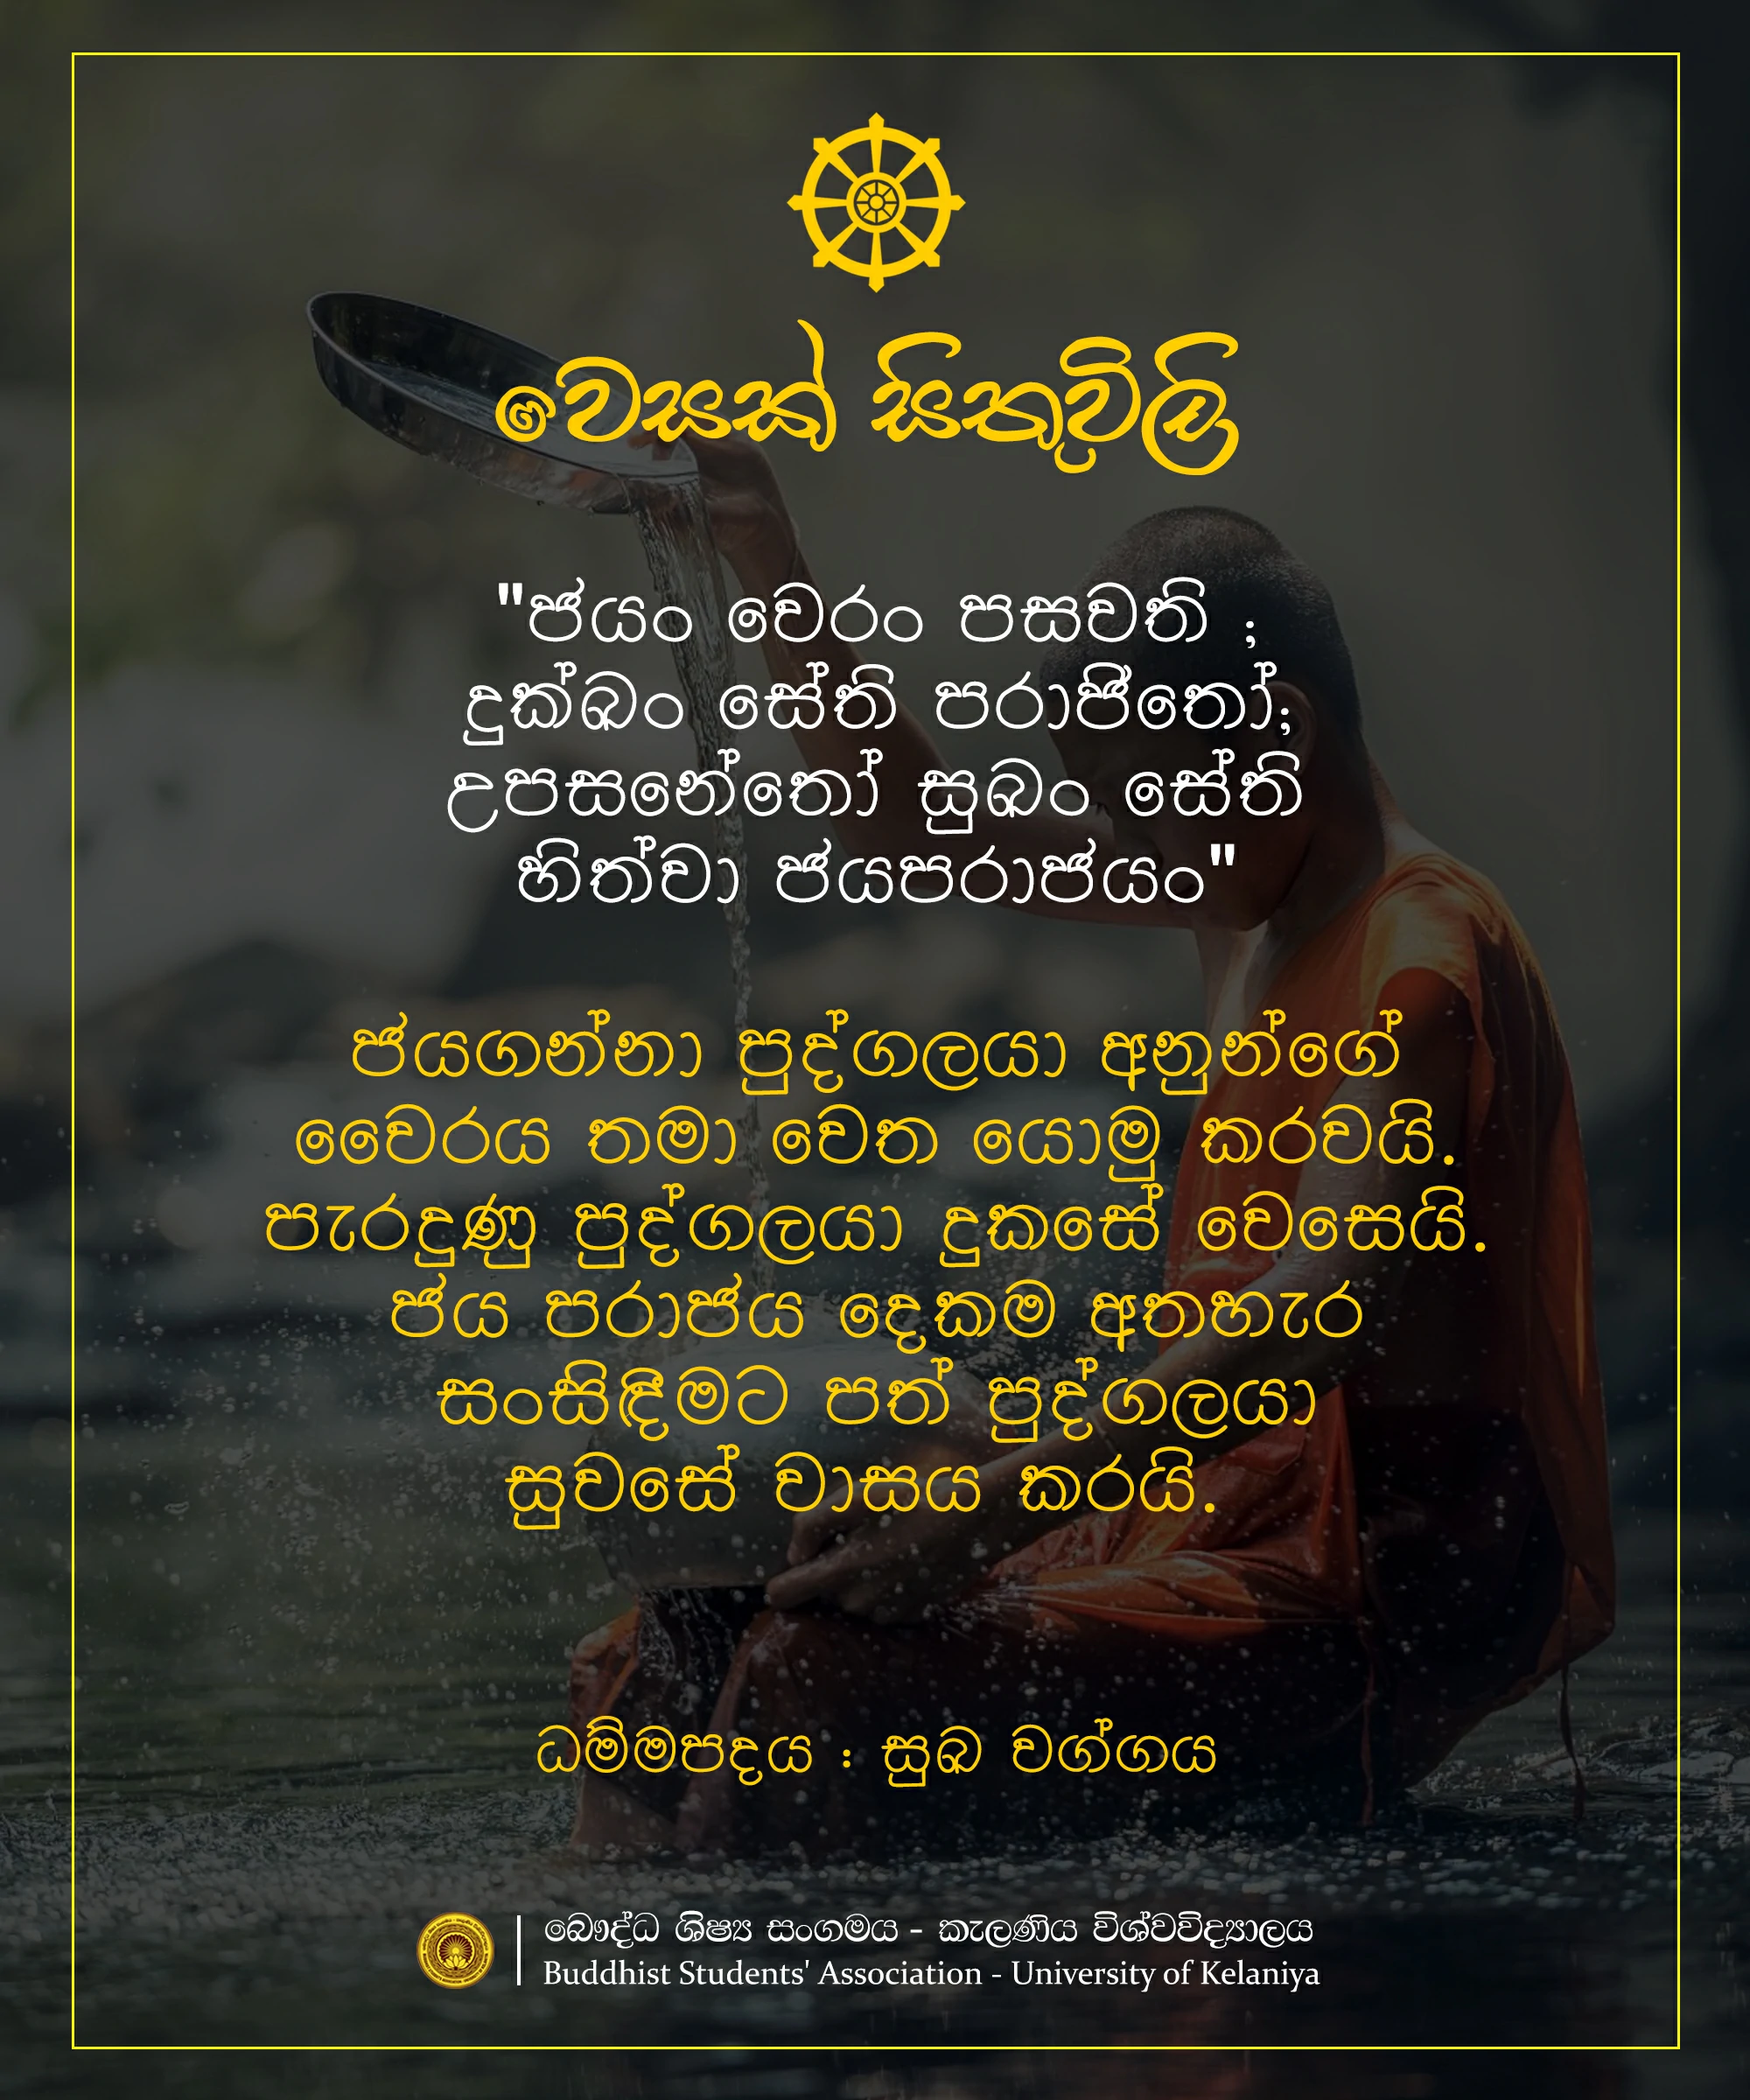 වෙසක් සිතුවිලි
"ජයං වෙරං පසවති ;
දුක්ඛං සේති පරාජිතෝ;
උපසනේතෝ සුඛං සේති
හිත්වා ජයපරාජයං"
ජයගන්නා පුද්ගලයා අනුන්ගේ
වෛරය තමා වෙත යොමු කරවයි.
පැරදුණු පුද්ගලයා දුකසේ වෙසෙයි.
ජය පරාජය දෙකම අතහැර
සංසිඳීමට පත් පුද්ගලයා
සුවසේ වාසය කරයි.
ධම්මපදය : සුඛ වග්ගය
බෞද්ධ ශිෂ්‍ය සංගමය - කැලණිය විශ්වවිද්‍යාලය
Buddhist Students' Association - University of Kelaniya